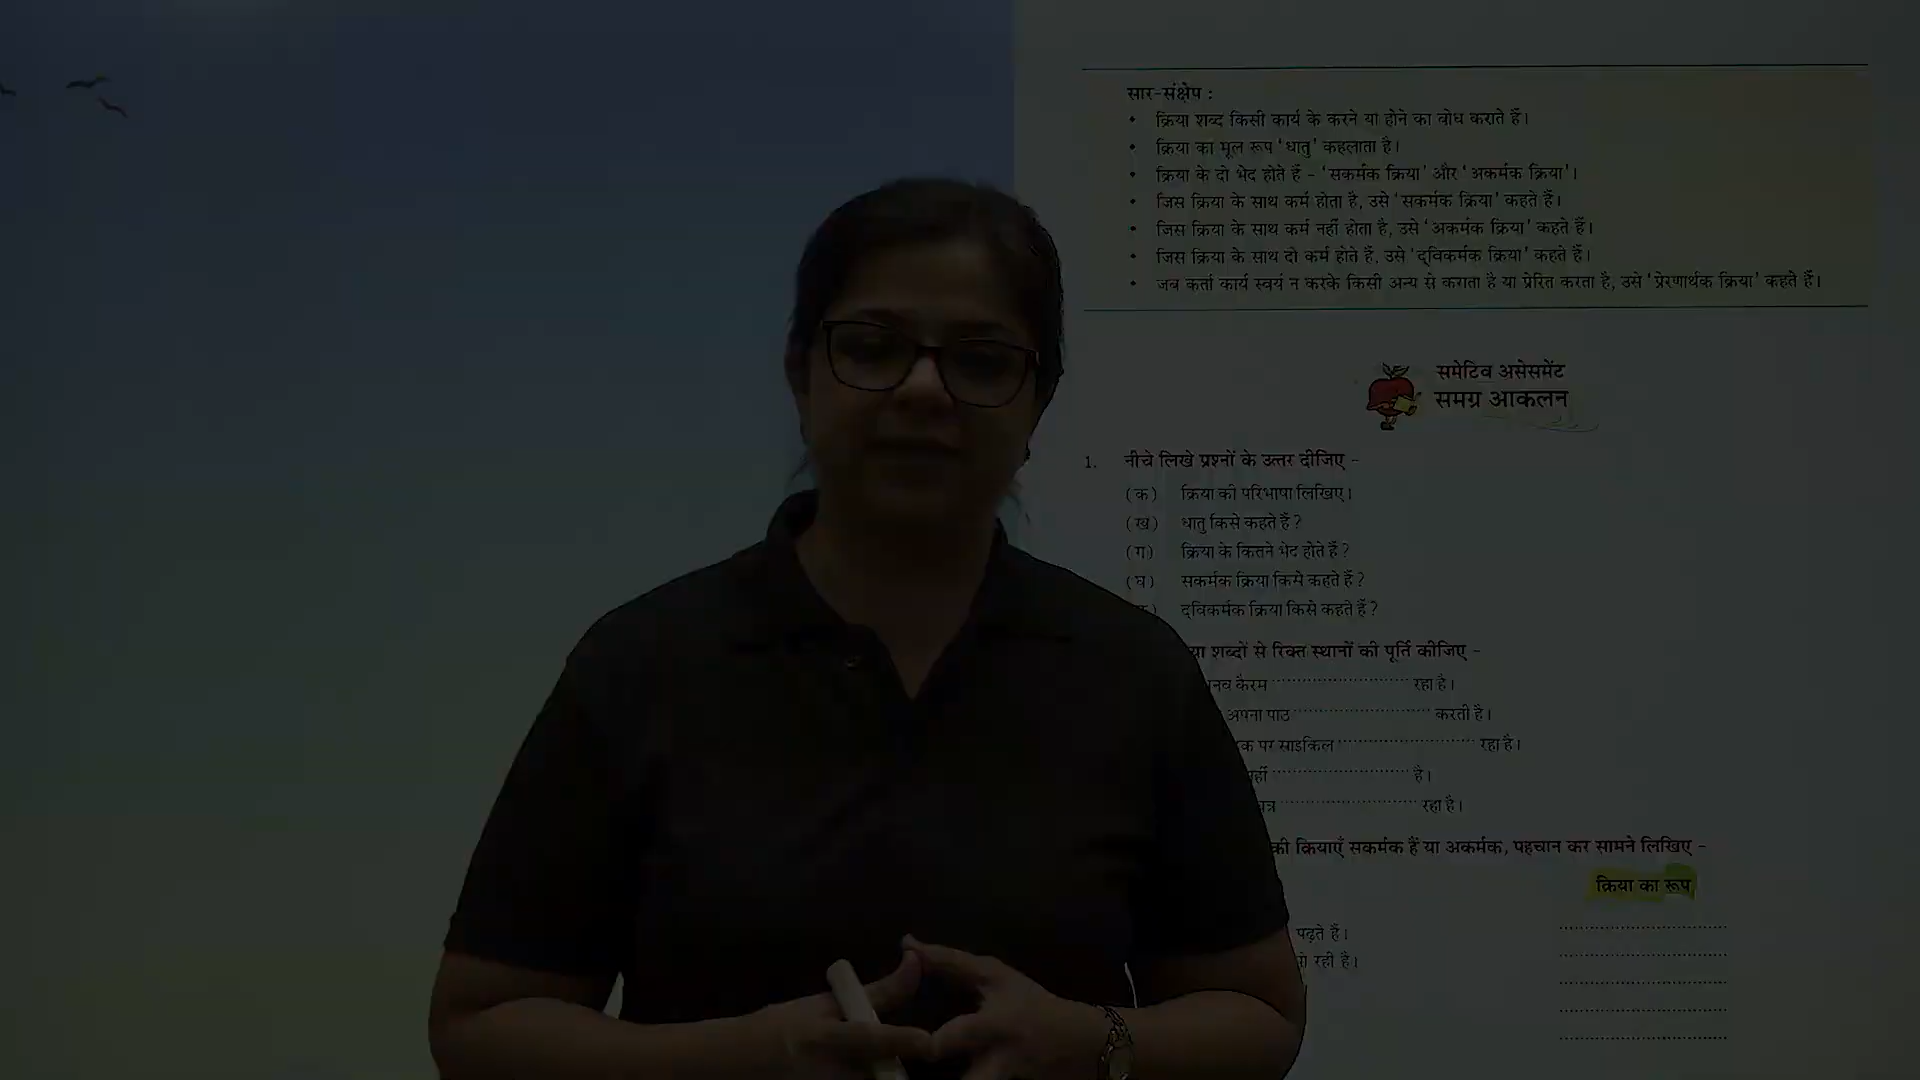 सार-संक्षेप :
• क्रिया शब्द किसी कार्य के करने या होने का बोध कराते हैं।
• क्रिया का मूल रूप 'धातु' कहलाता है।
• क्रिया के दो भेद होते हैं - 'सकर्मक क्रिया' और 'अकर्मक क्रिया'।
• जिस क्रिया के साथ कर्म होता है, उसे 'सकर्मक क्रिया' कहते हैं।
• जिस क्रिया के साथ कर्म नहीं होता है, उसे 'अकर्मक क्रिया' कहते हैं।
• जिस क्रिया के साथ दो कर्म होते हैं, उसे 'द्विकर्मक क्रिया' कहते हैं।
• जब कर्ता कार्य स्वयं न करके किसी अन्य से कराता है या प्रेरित करता है, उसे 'प्रेरणार्थक क्रिया' कहते हैं।
समेटिव असेसमेंट
समग्र आकलन
1. नीचे लिखे प्रश्नों के उत्तर दीजिए -
(क) क्रिया की परिभाषा लिखिए।
(ख) धातु किसे कहते हैं ?
(ग) क्रिया के कितने भेद होते हैं ?
(घ) सकर्मक क्रिया किसे कहते हैं ?
द्विकर्मक क्रिया किसे कहते हैं ?
शब्दों से रिक्त स्थानों की पूर्ति कीजिए -
कैरम ........................ रहा है।
अपना पाठ ........................ करती है।
पर साइकिल ........................ रहा है।
........................ है।
........................ रहा है।
की क्रियाएँ सकर्मक हैं या अकर्मक, पहचान कर सामने लिखिए -
क्रिया का रूप
पढ़ते हैं।
रही है।